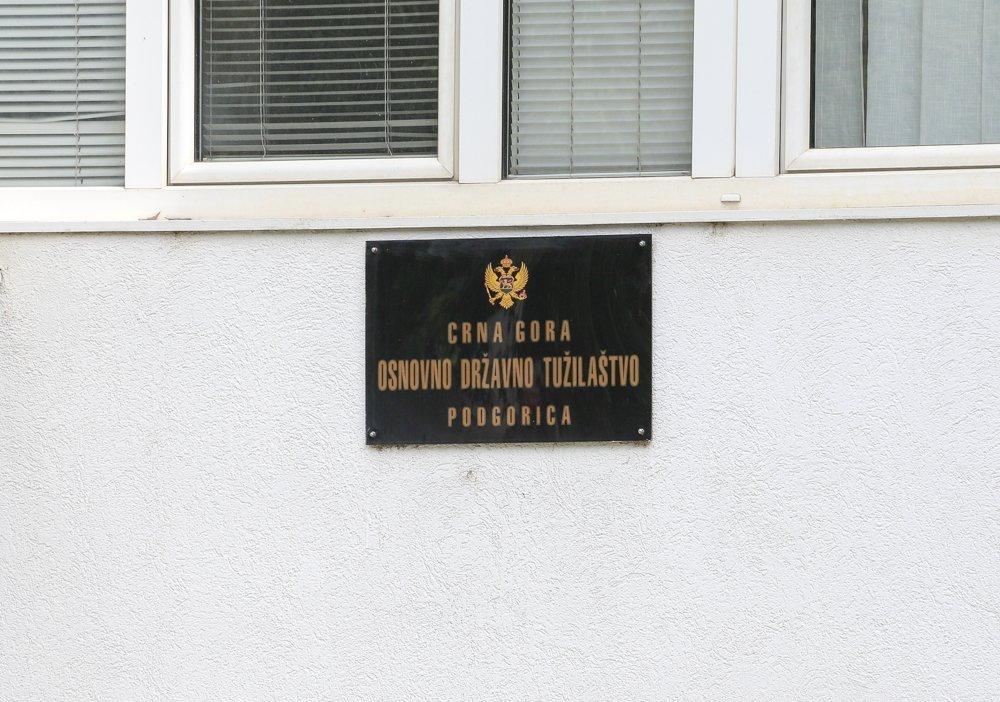 CRNA GORA
OSNOVNO DRŽAVNO TUŽILAŠTVO
PODGORICA